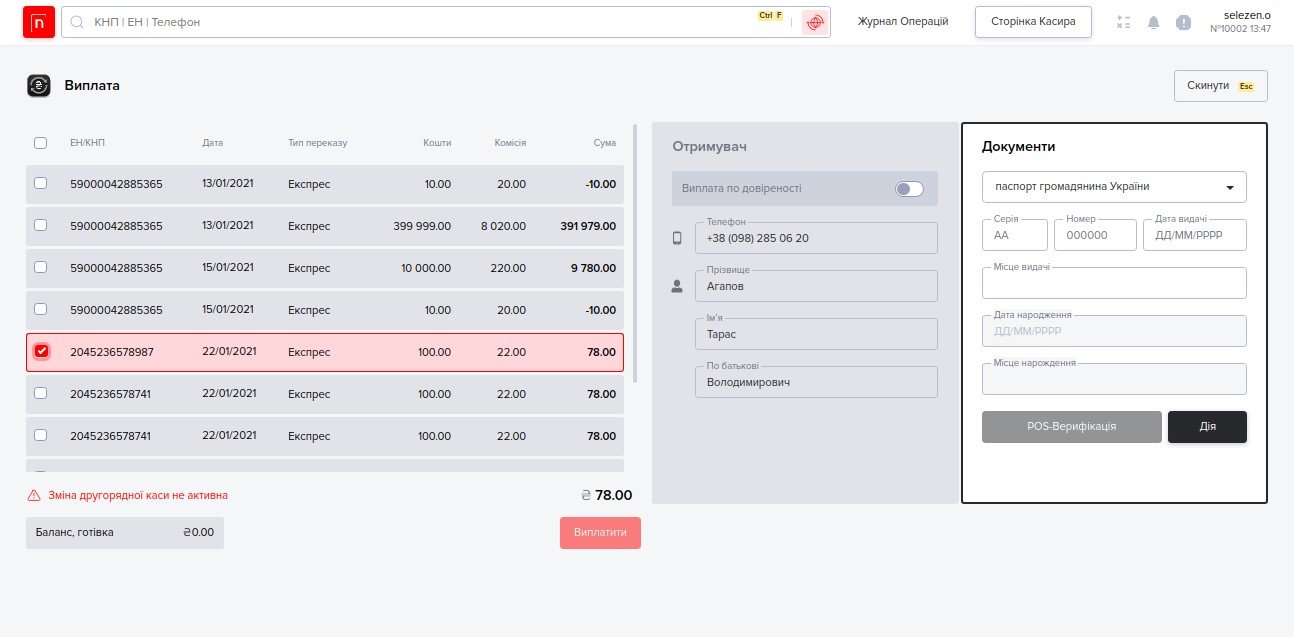 n КНП | ЕН | Телефон Ctrl F Журнал Операцій Сторінка Касира selezen.o
№10002 13:47
Виплата Скинути Esc
ЕН/КНП Дата Тип переказу Кошти Комісія Сума
59000042885365 13/01/2021 Експрес 10.00 20.00 -10.00
59000042885365 13/01/2021 Експрес 399 999.00 8 020.00 391 979.00
59000042885365 15/01/2021 Експрес 10 000.00 220.00 9 780.00
59000042885365 15/01/2021 Експрес 10.00 20.00 -10.00
2045236578987 22/01/2021 Експрес 100.00 22.00 78.00
2045236578741 22/01/2021 Експрес 100.00 22.00 78.00
2045236578741 22/01/2021 Експрес 100.00 22.00 78.00
Зміна другорядної каси не активна ₴ 78.00
Баланс, готівка ₴0.00 Виплатити
Отримувач
Виплата по довіреності
Телефон
+38 (098) 285 06 20
Прізвище
Агапов
Ім'я
Тарас
По батькові
Володимирович
Документи
паспорт громадянина України
Серія Номер Дата видачі
АА 000000 ДД/ММ/РРРР
Місце видачі
Дата народження
ДД/ММ/РРРР
Місце нарождення
POS-Верифікація Дія